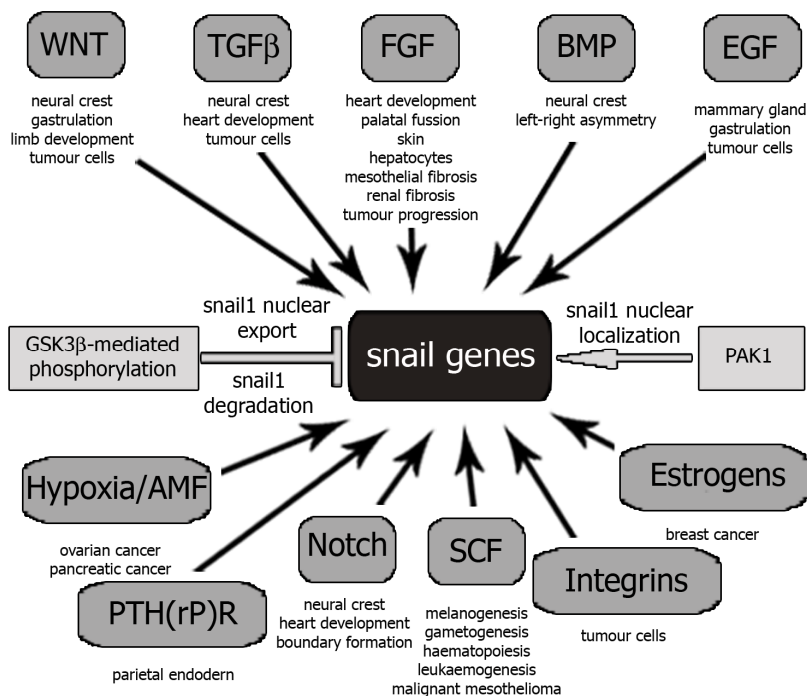 WNT
neural crest
gastrulation
limb development
tumour cells
TGFβ
neural crest
heart development
tumour cells
FGF
heart development
palatal fussion
skin
hepatocytes
mesothelial fibrosis
renal fibrosis
tumour progression
BMP
neural crest
left-right asymmetry
EGF
mammary gland
gastrulation
tumour cells
GSK3β-mediated
phosphorylation
snail1 nuclear
export
snail1
degradation
snail genes
snail1 nuclear
localization
PAK1
Hypoxia/AMF
ovarian cancer
pancreatic cancer
PTH(rP)R
parietal endodern
Notch
neural crest
heart development
boundary formation
SCF
melanogenesis
gametogenesis
haematopoiesis
leukaemogenesis
malignant mesothelioma
Integrins
tumour cells
Estrogens
breast cancer